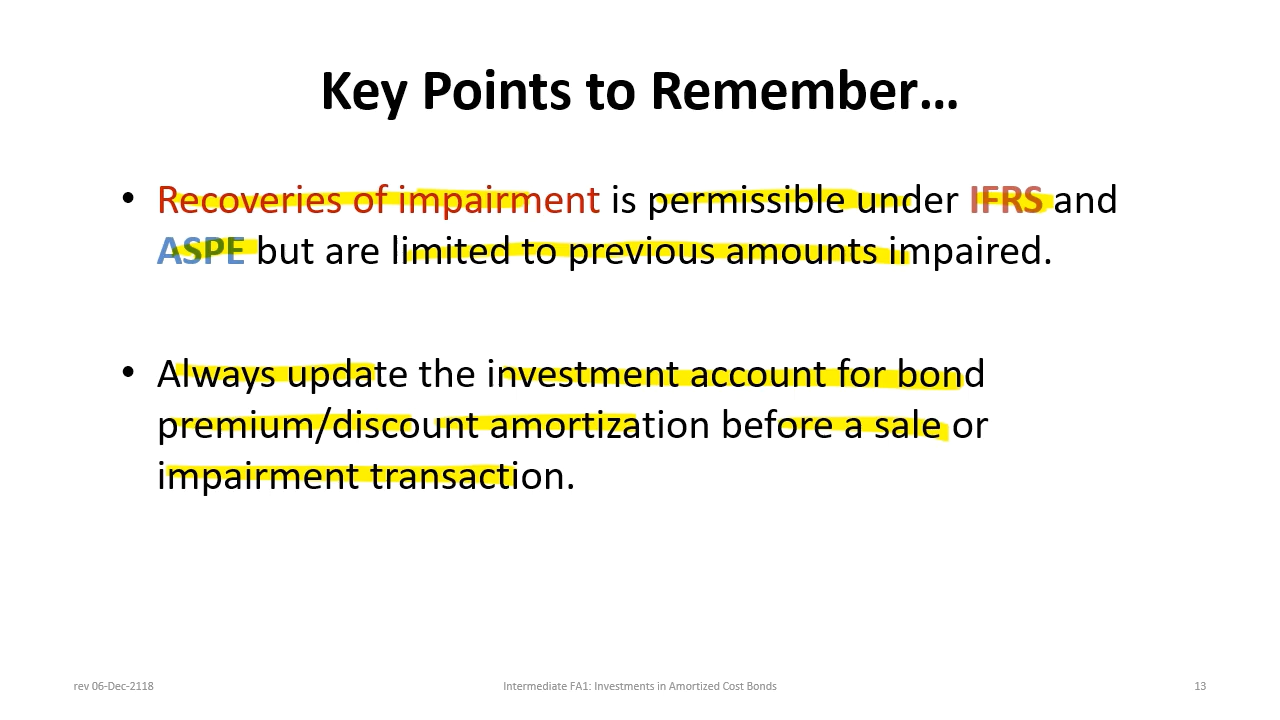 Key Points to Remember…
• Recoveries of impairment is permissible under IFRS and
ASPE but are limited to previous amounts impaired.
• Always update the investment account for bond
premium/discount amortization before a sale or
impairment transaction.
rev 06-Dec-2118
Intermediate FA1: Investments in Amortized Cost Bonds
13